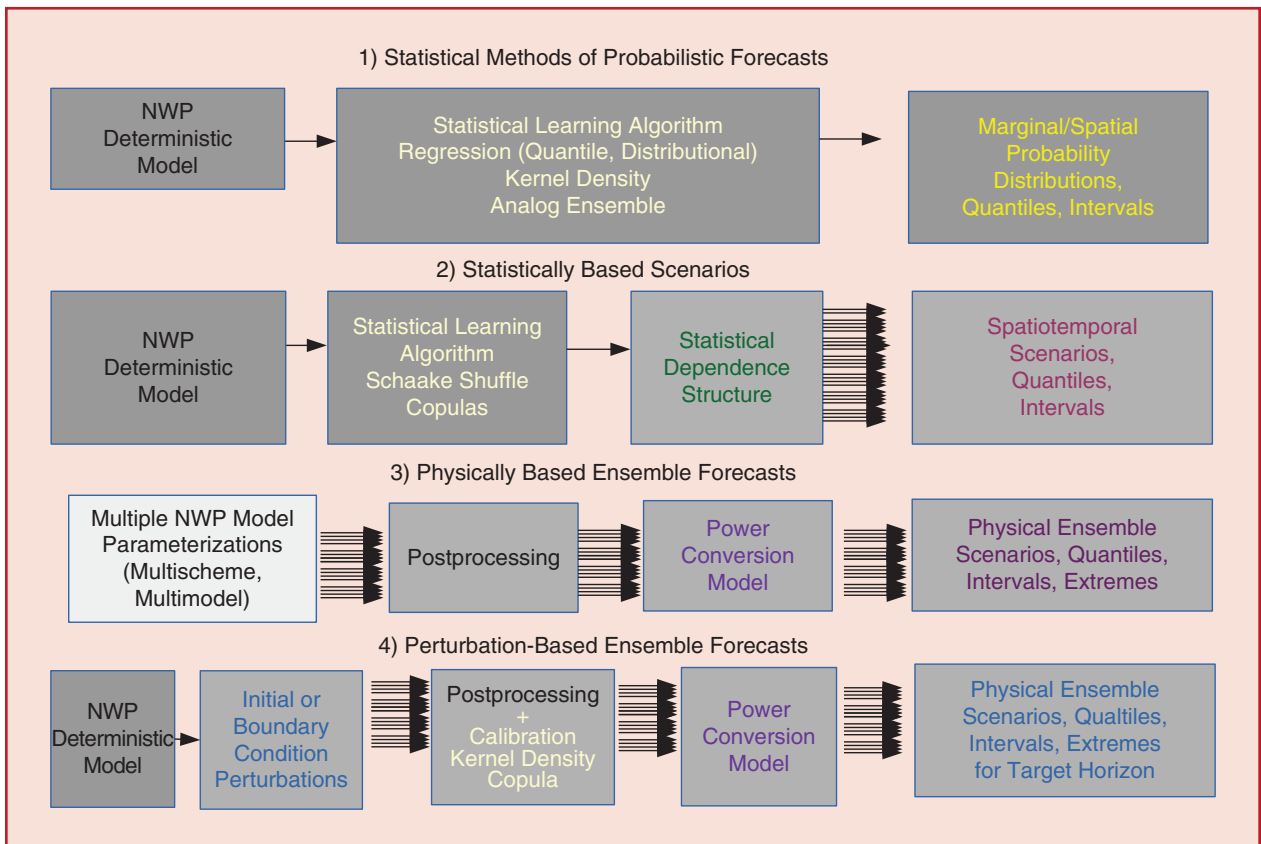 1) Statistical Methods of Probabilistic Forecasts
NWP
Deterministic
Model
Statistical Learning Algorithm
Regression (Quantile, Distributional)
Kernel Density
Analog Ensemble
Marginal/Spatial
Probability
Distributions,
Quantiles, Intervals
2) Statistically Based Scenarios
NWP
Deterministic
Model
Statistical Learning
Algorithm
Schaake Shuffle
Copulas
Statistical
Dependence
Structure
Spatiotemporal
Scenarios,
Quantiles,
Intervals
3) Physically Based Ensemble Forecasts
Multiple NWP Model
Parameterizations
(Multischeme,
Multimodel)
Postprocessing
Power
Conversion
Model
Physical Ensemble
Scenarios, Quantiles,
Intervals, Extremes
4) Perturbation-Based Ensemble Forecasts
NWP
Deterministic
Model
Initial or
Boundary
Condition
Perturbations
Postprocessing
+
Calibration
Kernel Density
Copula
Power
Conversion
Model
Physical Ensemble
Scenarios, Qualtiles,
Intervals, Extremes
for Target Horizon